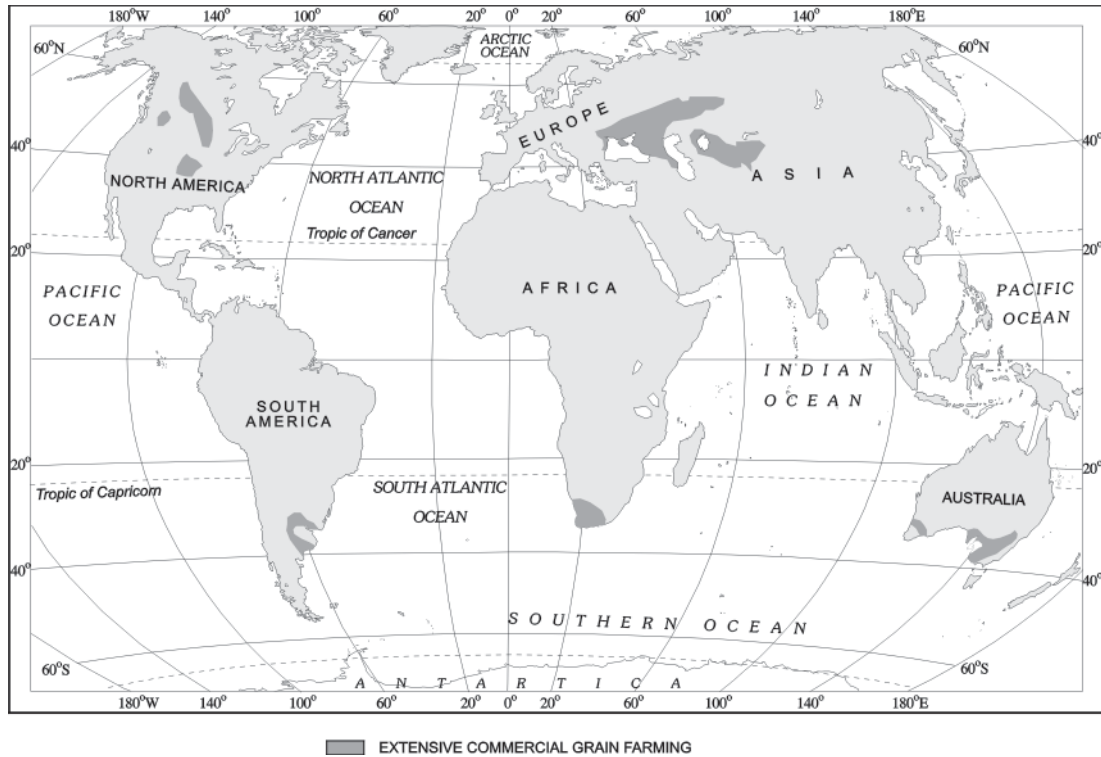 180°W 140° 100° 60° 20° 0° 20° 60° 100° 140° 180°E
ARCTIC
OCEAN
60°N
60°N
EUROPE
40°
40°
ASIA
NORTH AMERICA
NORTH ATLANTIC
OCEAN
Tropic of Cancer
20°
20°
PACIFIC
OCEAN
AFRICA
PACIFIC
OCEAN
INDIAN
OCEAN
SOUTH
AMERICA
20°
20°
Tropic of Capricorn
SOUTH ATLANTIC
OCEAN
AUSTRALIA
40°
40°
SOUTHERN OCEAN
60°S
60°S
ANTARTICA
180°W 140° 100° 60° 20° 0° 20° 60° 100° 140° 180°E
EXTENSIVE COMMERCIAL GRAIN FARMING